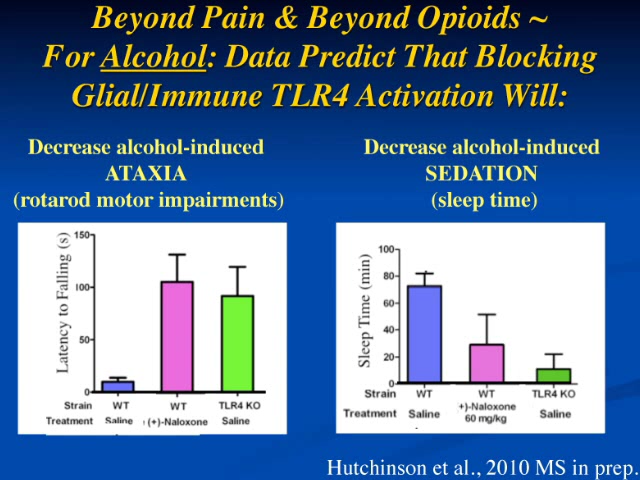 Beyond Pain & Beyond Opioids ~
For Alcohol: Data Predict That Blocking
Glial/Immune TLR4 Activation Will:
Decrease alcohol-induced
ATAXIA
(rotarod motor impairments)
Latency to Falling (s)
150
100
50
0
Strain WT WT TLR4 KO
Treatment Saline (+)-Naloxone Saline
Decrease alcohol-induced
SEDATION
(sleep time)
Sleep Time (min)
100
80
60
40
20
0
Strain WT WT TLR4 KO
Treatment Saline +)-Naloxone Saline
60 mg/kg
Hutchinson et al., 2010 MS in prep.